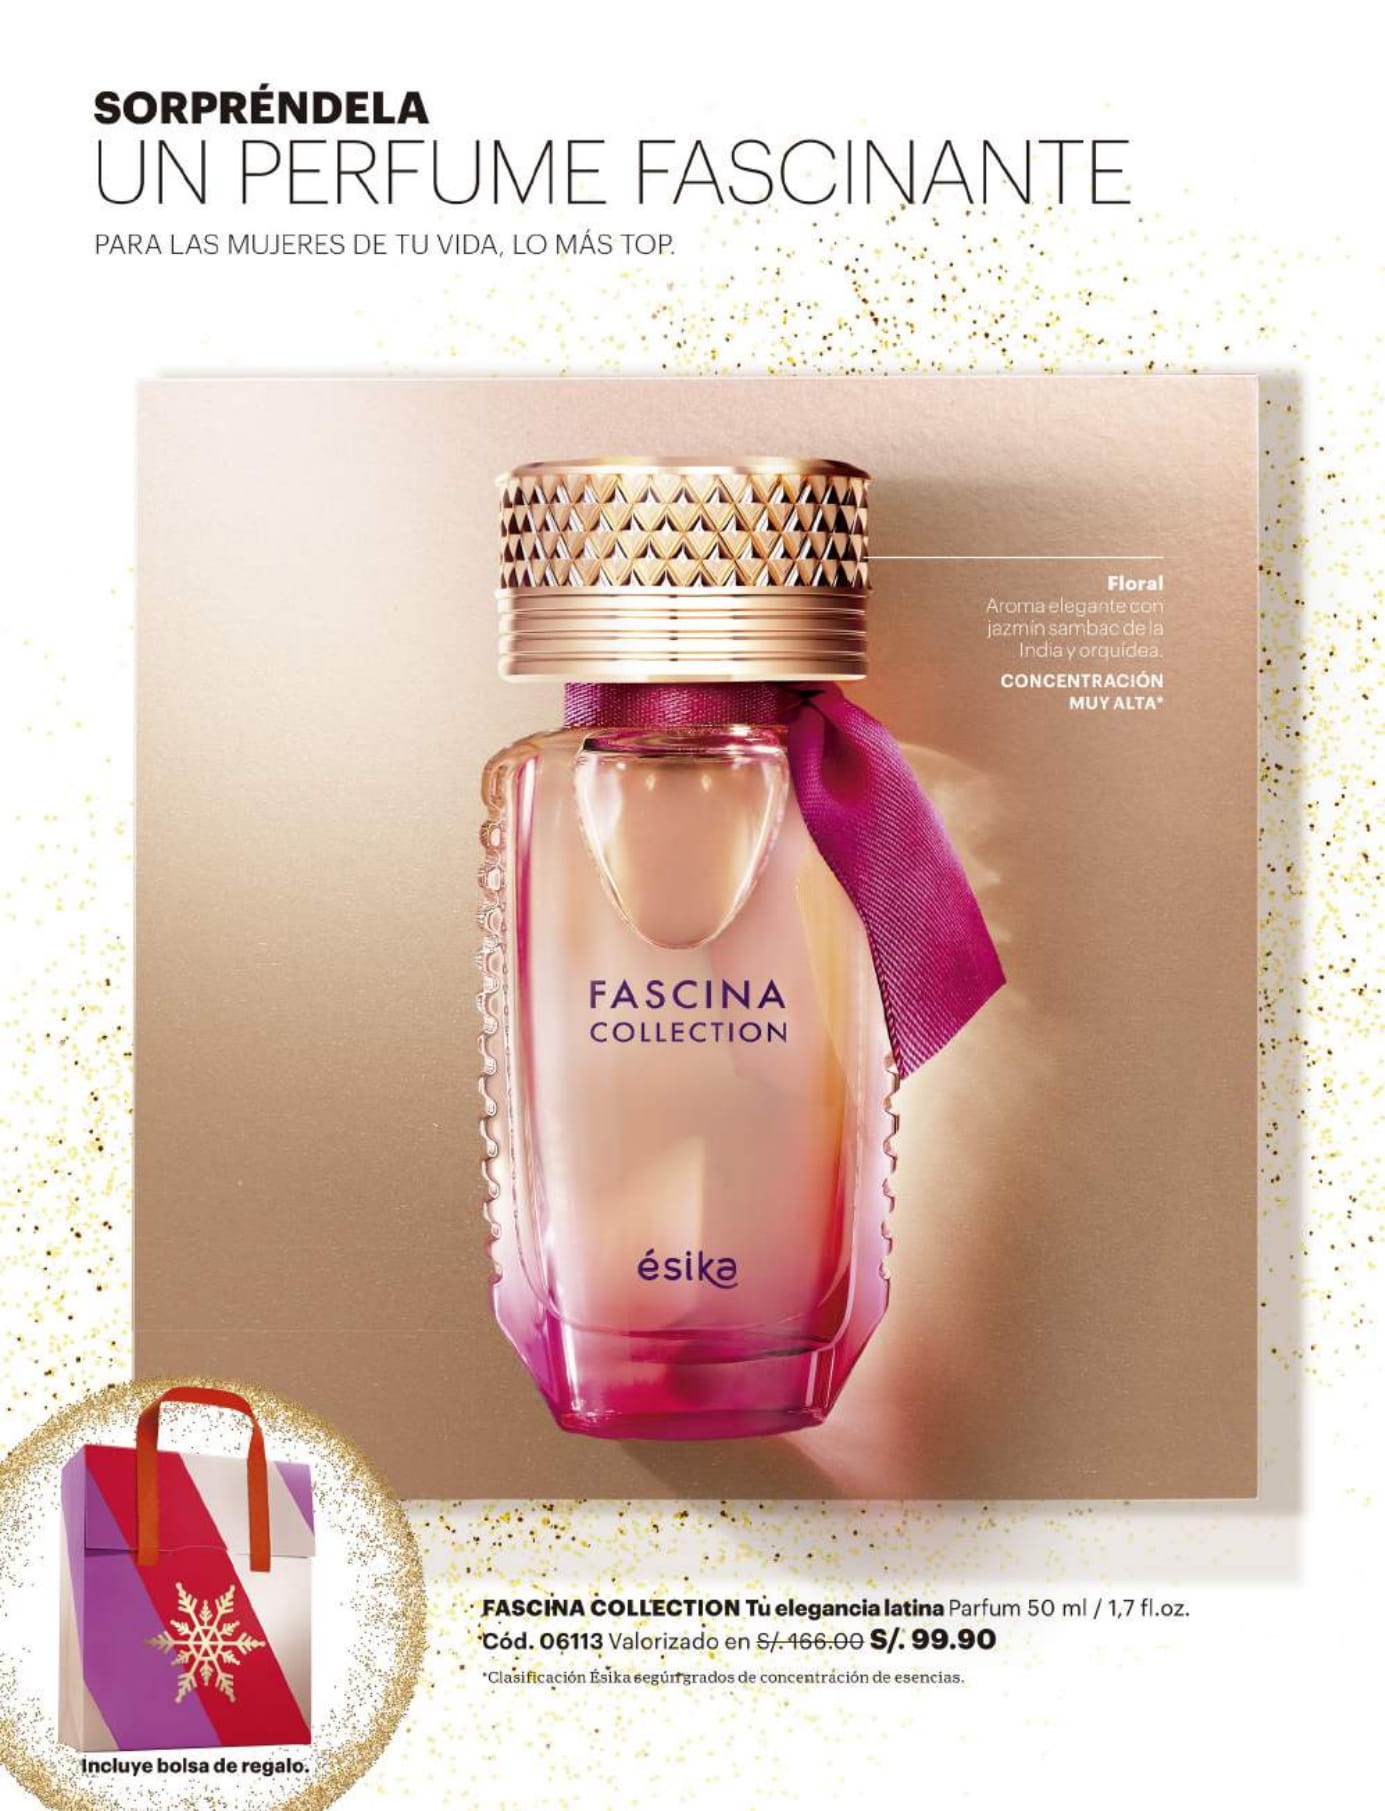 SORPRÉNDELA
UN PERFUME FASCINANTE
PARA LAS MUJERES DE TU VIDA, LO MÁS TOP.
Floral
Aroma elegante con
jazmín sambac de la
India y orquídea.
CONCENTRACIÓN
MUY ALTA*
FASCINA
COLLECTION
ésika
FASCINA COLLECTION Tu elegancia latina Parfum 50 ml / 1,7 fl.oz.
Cód. 06113 Valorizado en S/. 166.00 S/. 99.90
*Clasificación Ésika según grados de concentración de esencias.
Incluye bolsa de regalo.